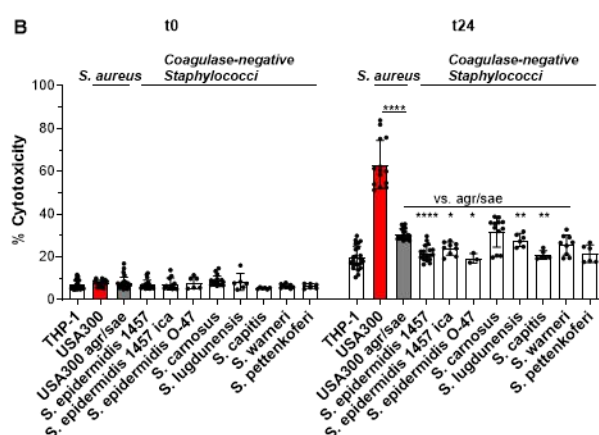 B
t0
t24
S. aureus
Coagulase-negative
Staphylococci
S. aureus
Coagulase-negative
Staphylococci
% Cytotoxicity
100
80
60
40
20
0
****
vs. agr/sae
****
*
*
**
**
THP-1
USA300
USA300 agr/sae
S. epidermidis 1457
S. epidermidis 1457 ica
S. epidermidis O-47
S. carnosus
S. lugdunensis
S. capitis
S. warneri
S. pettenkoferi
THP-1
USA300
USA300 agr/sae
S. epidermidis 1457
S. epidermidis 1457 ica
S. epidermidis O-47
S. carnosus
S. lugdunensis
S. capitis
S. warneri
S. pettenkoferi